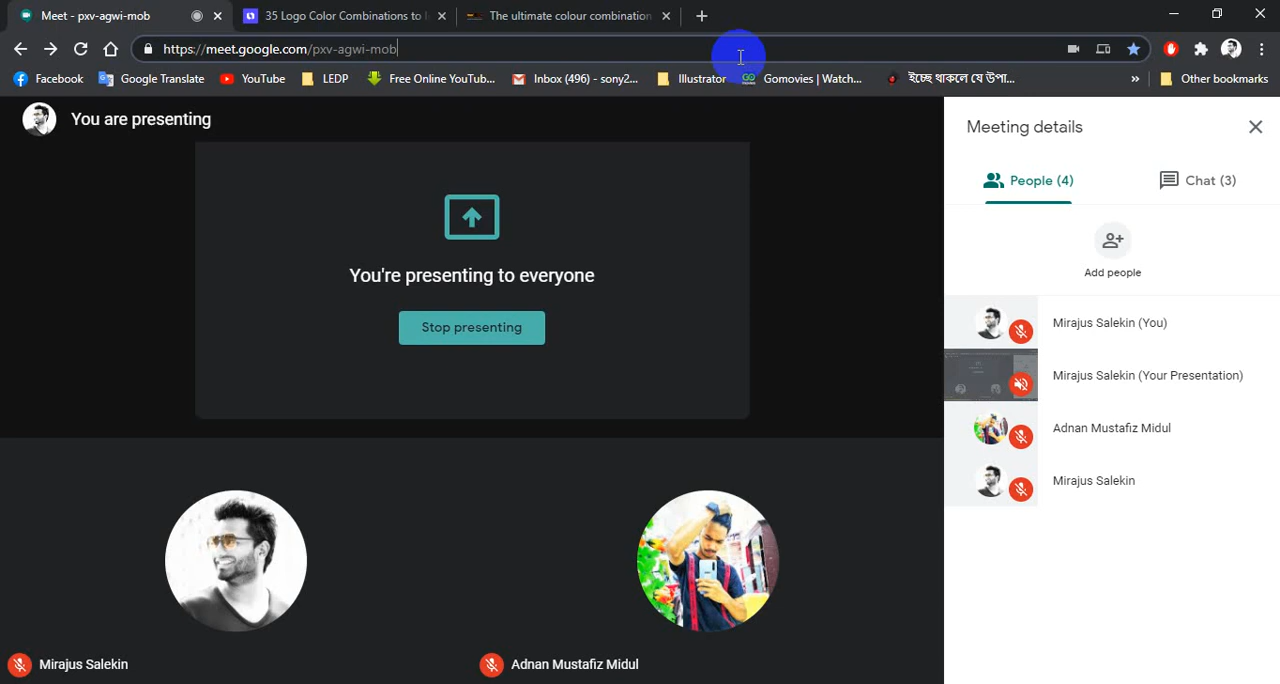 Meet - pxv-agwi-mob
35 Logo Color Combinations to I
The ultimate colour combination
https://meet.google.com/pxv-agwi-mob
Facebook
Google Translate
YouTube
LEDP
Free Online YouTub...
Inbox (496) - sony2...
Illustrator
Gomovies | Watch...
ইচ্ছে থাকলে যে উপা...
»
Other bookmarks
You are presenting
You're presenting to everyone
Stop presenting
Mirajus Salekin
Adnan Mustafiz Midul
Meeting details
People (4)
Chat (3)
Add people
Mirajus Salekin (You)
Mirajus Salekin (Your Presentation)
Adnan Mustafiz Midul
Mirajus Salekin